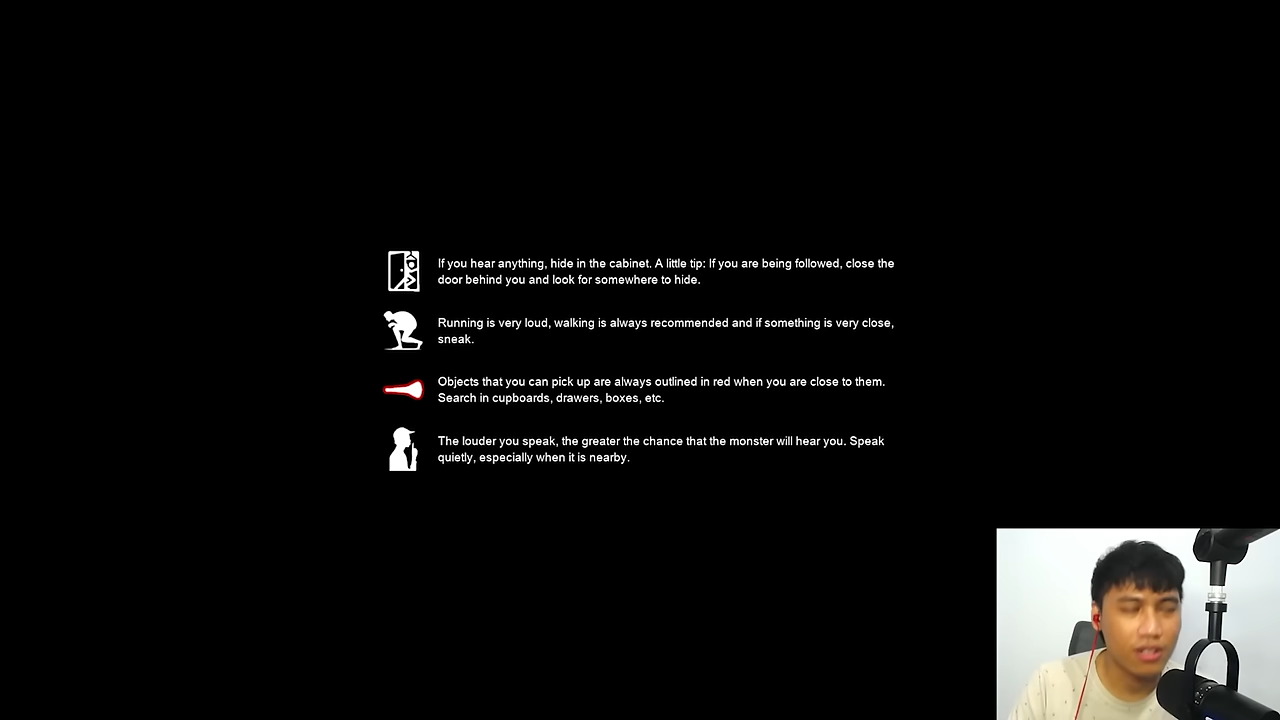 If you hear anything, hide in the cabinet. A little tip: If you are being followed, close the
door behind you and look for somewhere to hide.
Running is very loud, walking is always recommended and if something is very close,
sneak.
Objects that you can pick up are always outlined in red when you are close to them.
Search in cupboards, drawers, boxes, etc.
The louder you speak, the greater the chance that the monster will hear you. Speak
quietly, especially when it is nearby.